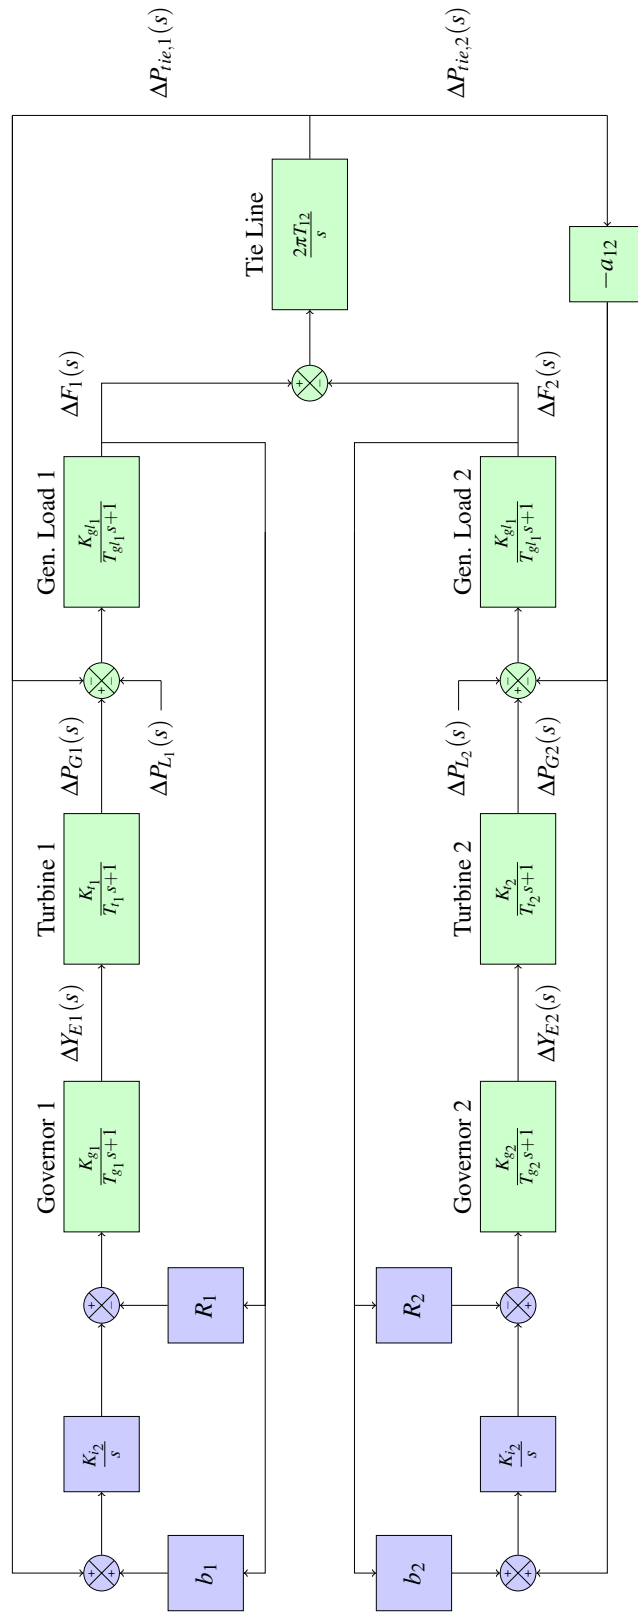 ΔP_{tie,1}(s)
Governor 1
ΔY_{E1}(s)
Turbine 1
ΔP_{G1}(s)
Gen. Load 1
ΔF_1(s)
+
+
K_{i_2}
s
+
−
K_{g_1}
T_{g_1}s+1
K_{t_1}
T_{t_1}s+1
−
+
−
K_{gl_1}
T_{gl_1}s+1
ΔP_{L_1}(s)
b_1
R_1
Tie Line
+
−
2πT_{12}
s
b_2
R_2
ΔP_{L_2}(s)
ΔP_{tie,2}(s)
Governor 2
Turbine 2
Gen. Load 2
+
+
K_{i_2}
s
−
+
K_{g_2}
T_{g_2}s+1
K_{t_2}
T_{t_2}s+1
−
+
−
K_{gl_1}
T_{gl_1}s+1
ΔY_{E2}(s)
ΔP_{G2}(s)
ΔF_2(s)
−a_{12}